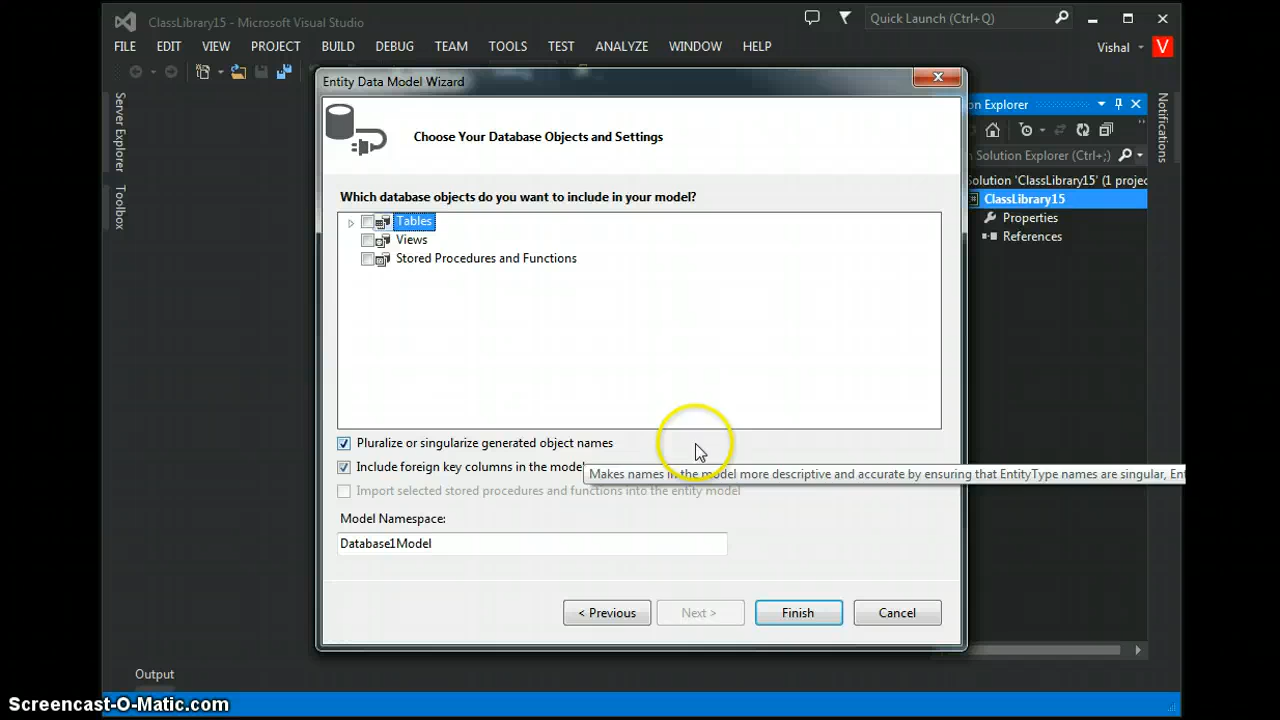 ClassLibrary15 - Microsoft Visual Studio
Quick Launch (Ctrl+Q)
FILE EDIT VIEW PROJECT BUILD DEBUG TEAM TOOLS TEST ANALYZE WINDOW HELP
Vishal V
Server Explorer
Toolbox
Entity Data Model Wizard
Choose Your Database Objects and Settings
Which database objects do you want to include in your model?
Tables
Views
Stored Procedures and Functions
Pluralize or singularize generated object names
Include foreign key columns in the model
Makes names in the model more descriptive and accurate by ensuring that EntityType names are singular, Ent
Import selected stored procedures and functions into the entity model
Model Namespace:
Database1Model
< Previous Next > Finish Cancel
on Explorer
Solution Explorer (Ctrl+;)
Solution 'ClassLibrary15' (1 projec
ClassLibrary15
Properties
References
Notifications
Output
Screencast-O-Matic.com